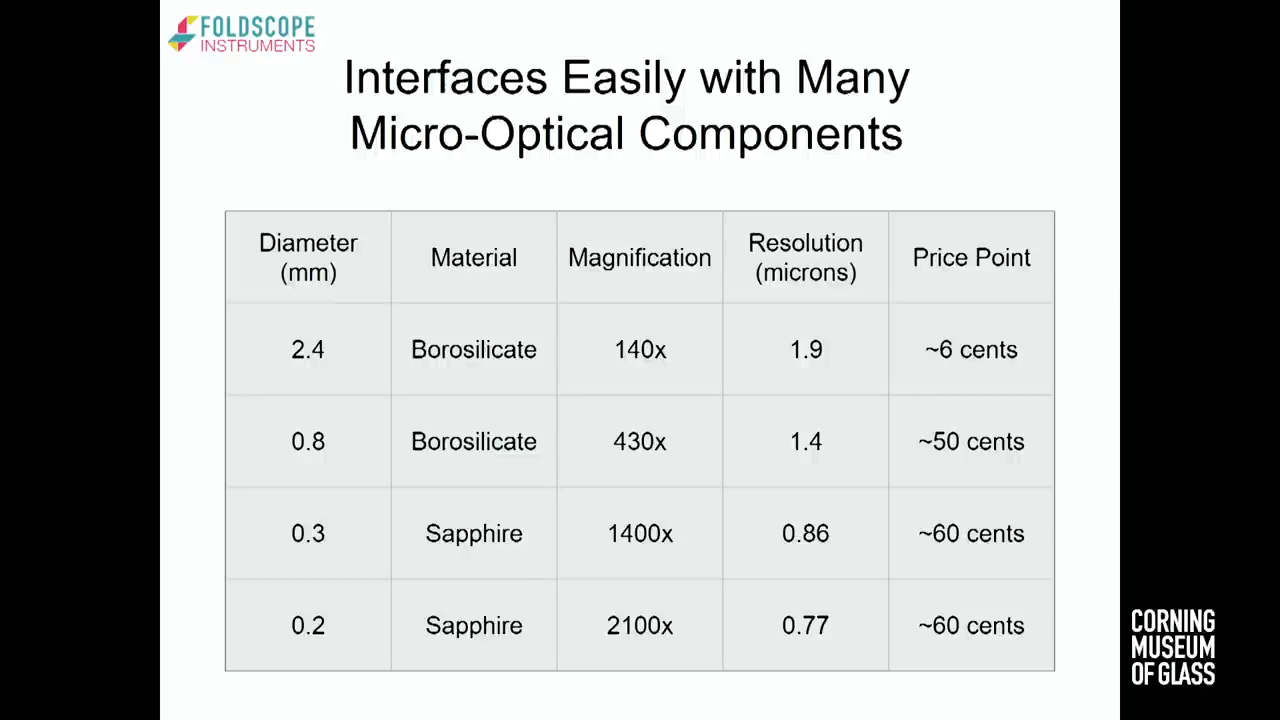 FOLDSCOPE
INSTRUMENTS
Interfaces Easily with Many
Micro-Optical Components
Diameter (mm) Material Magnification Resolution (microns) Price Point
2.4 Borosilicate 140x 1.9 ~6 cents
0.8 Borosilicate 430x 1.4 ~50 cents
0.3 Sapphire 1400x 0.86 ~60 cents
0.2 Sapphire 2100x 0.77 ~60 cents
CORNING
MUSEUM
OF GLASS